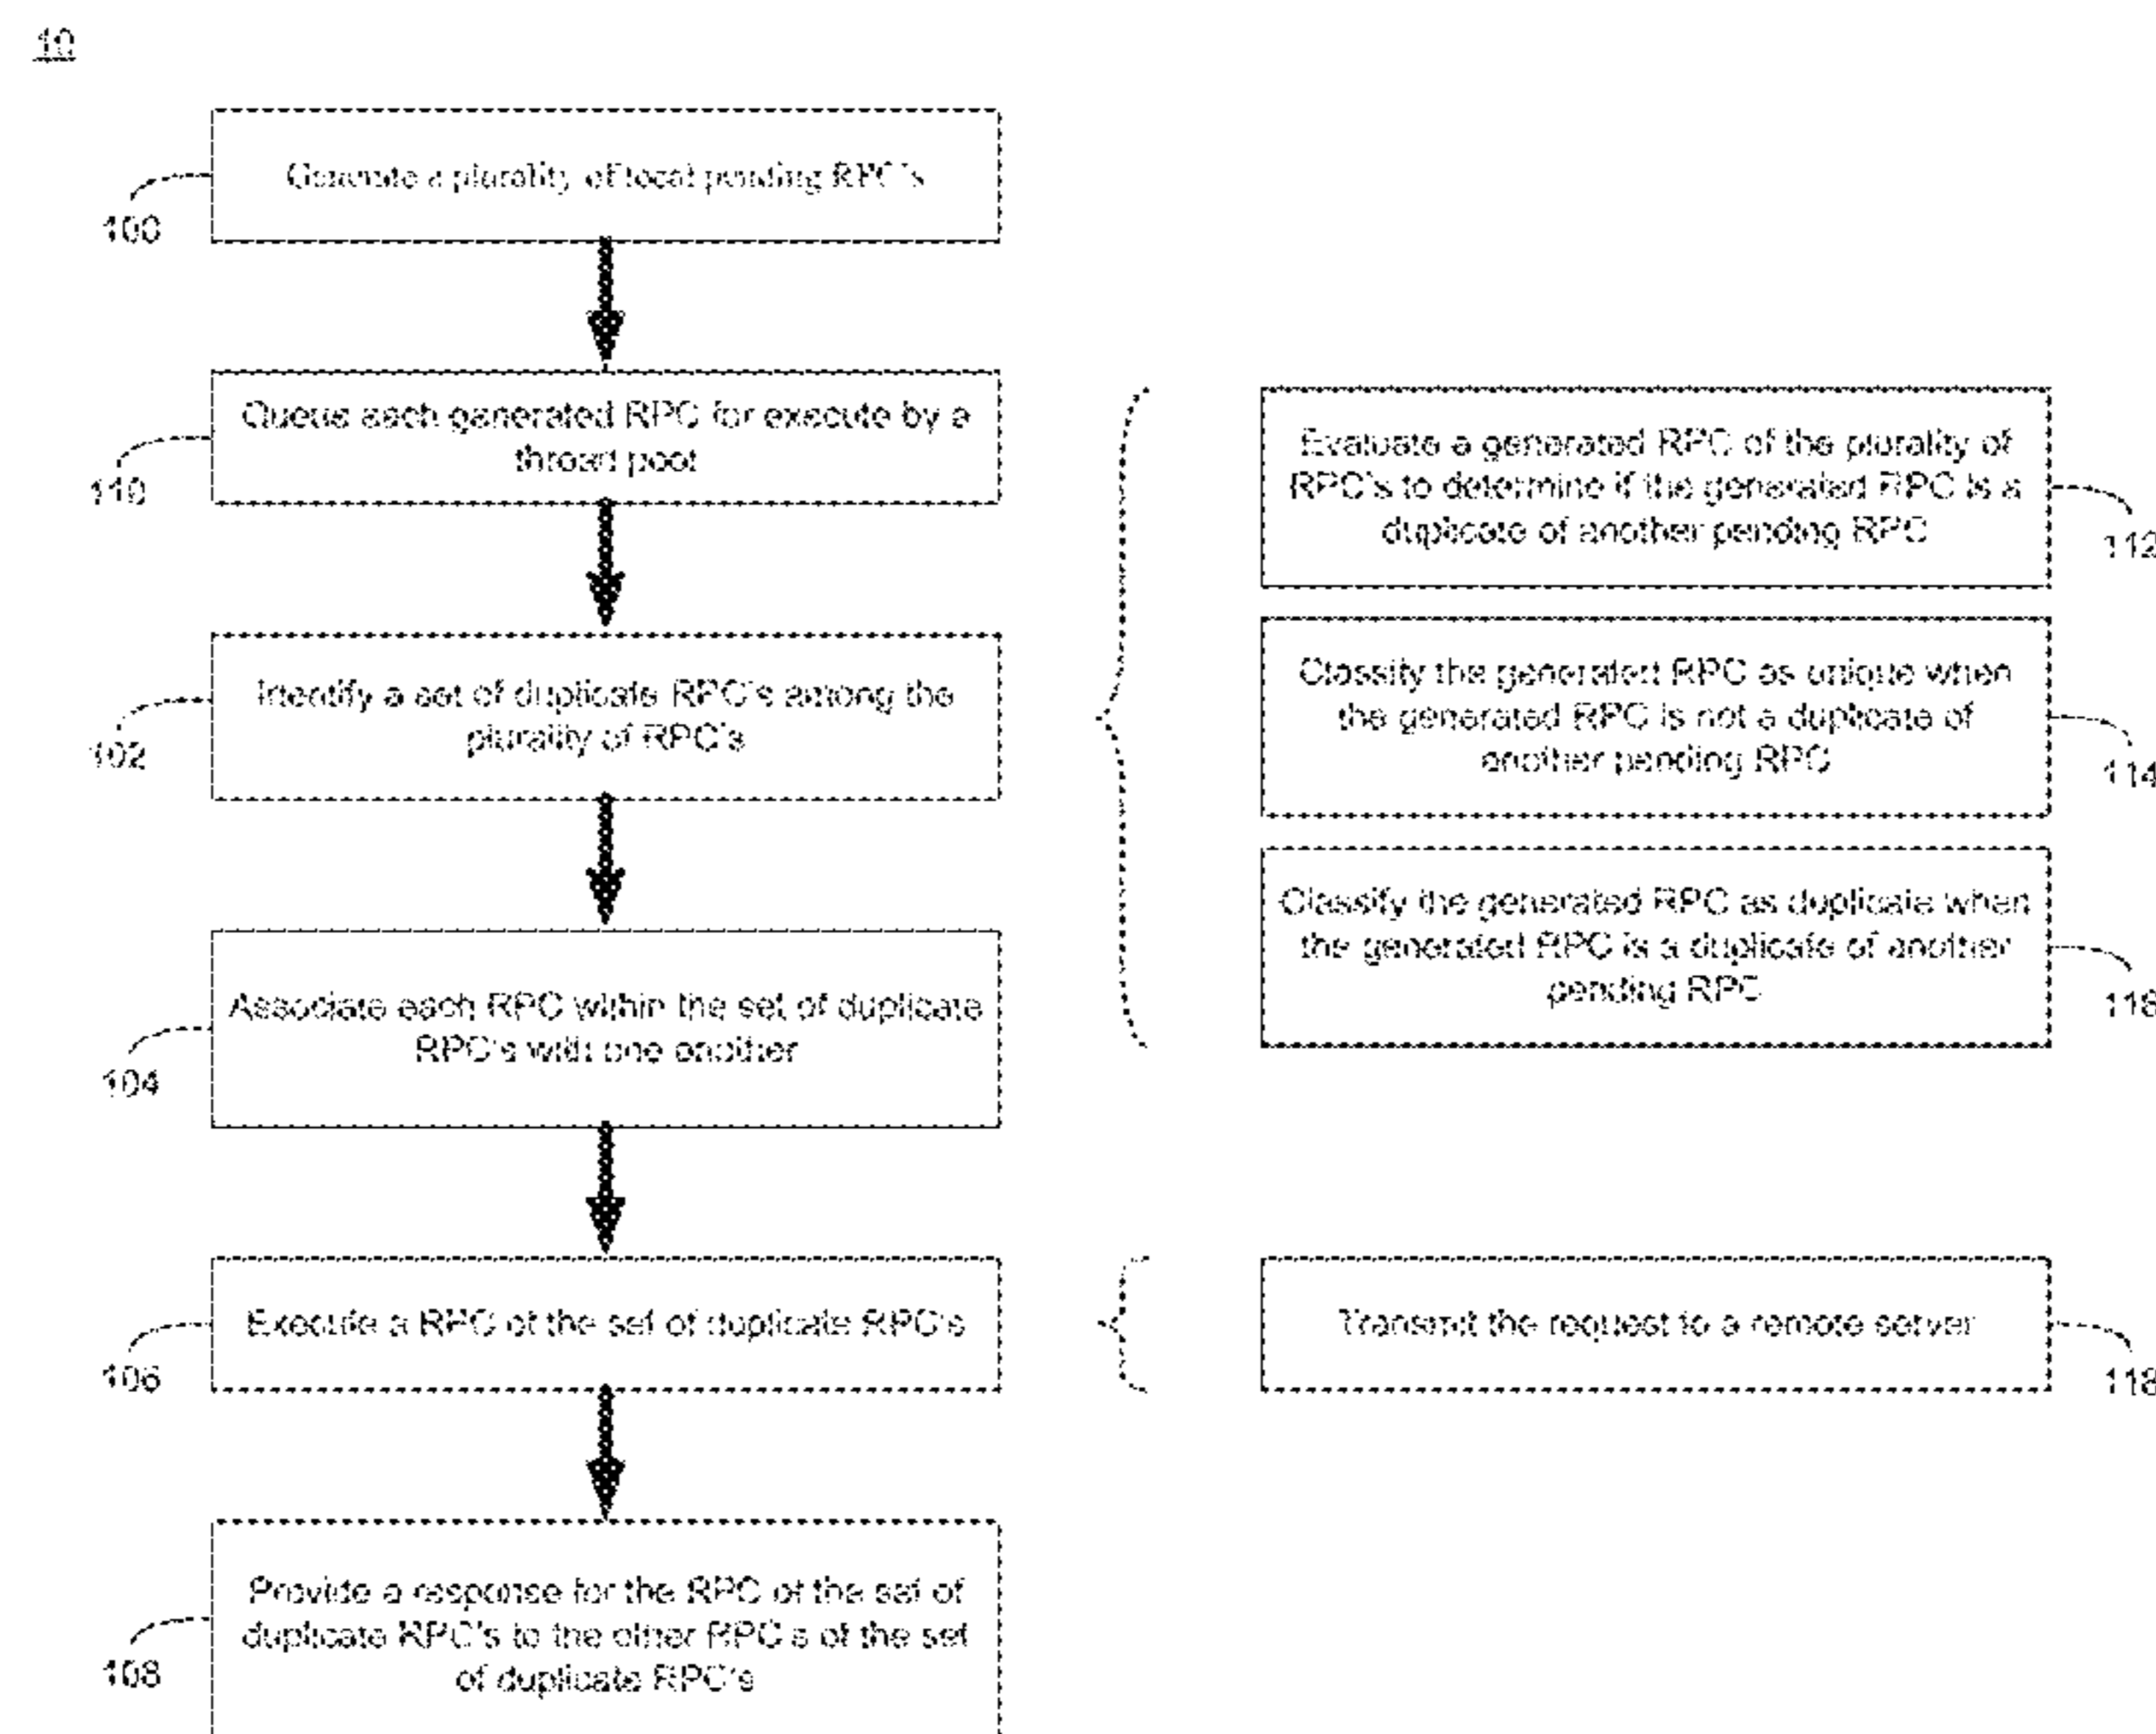 10
Generate a plurality of local pending RPC's
100
Queue each generated RPC for execute by a
thread pool
110
Identify a set of duplicate RPC's among the
plurality of RPC's
102
Associate each RPC within the set of duplicate
RPC's with one another
104
Execute a RPC of the set of duplicate RPC's
106
Provide a response for the RPC of the set of
duplicate RPC's to the other RPC's of the set
of duplicate RPC's
108
Evaluate a generated RPC of the plurality of
RPC's to determine if the generated RPC is a
duplicate of another pending RPC
112
Classify the generated RPC as unique when
the generated RPC is not a duplicate of
another pending RPC
114
Classify the generated RPC as duplicate when
the generated RPC is a duplicate of another
pending RPC
Transmit the request to a remote server
118